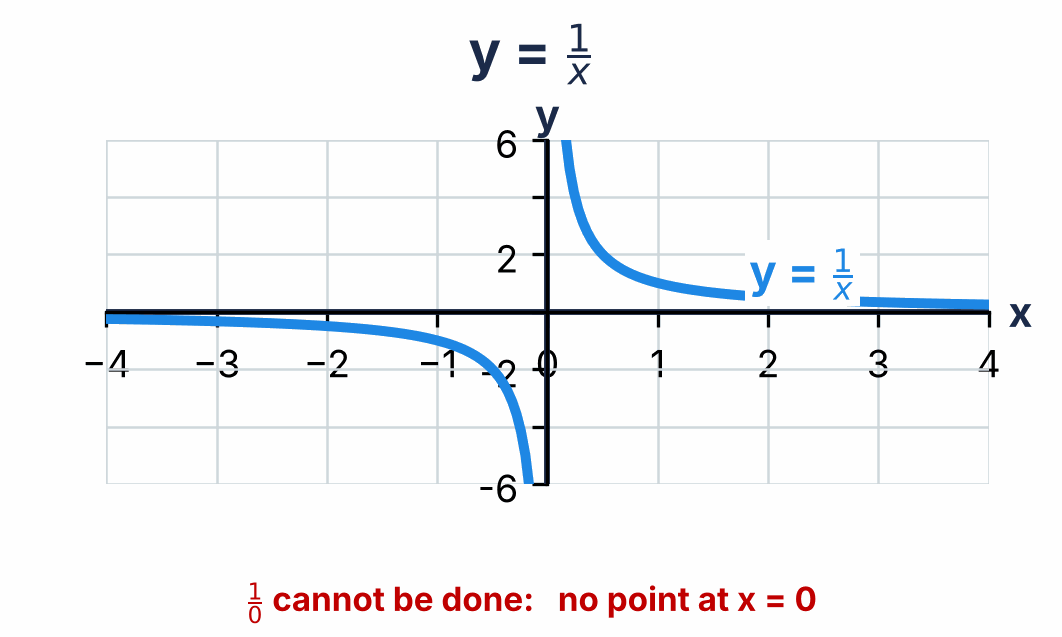 y = 1/x
y
6
2
y = 1/x
x
−4 −3 −2 −1 -2 0 1 2 3 4
-6
1/0 cannot be done: no point at x = 0